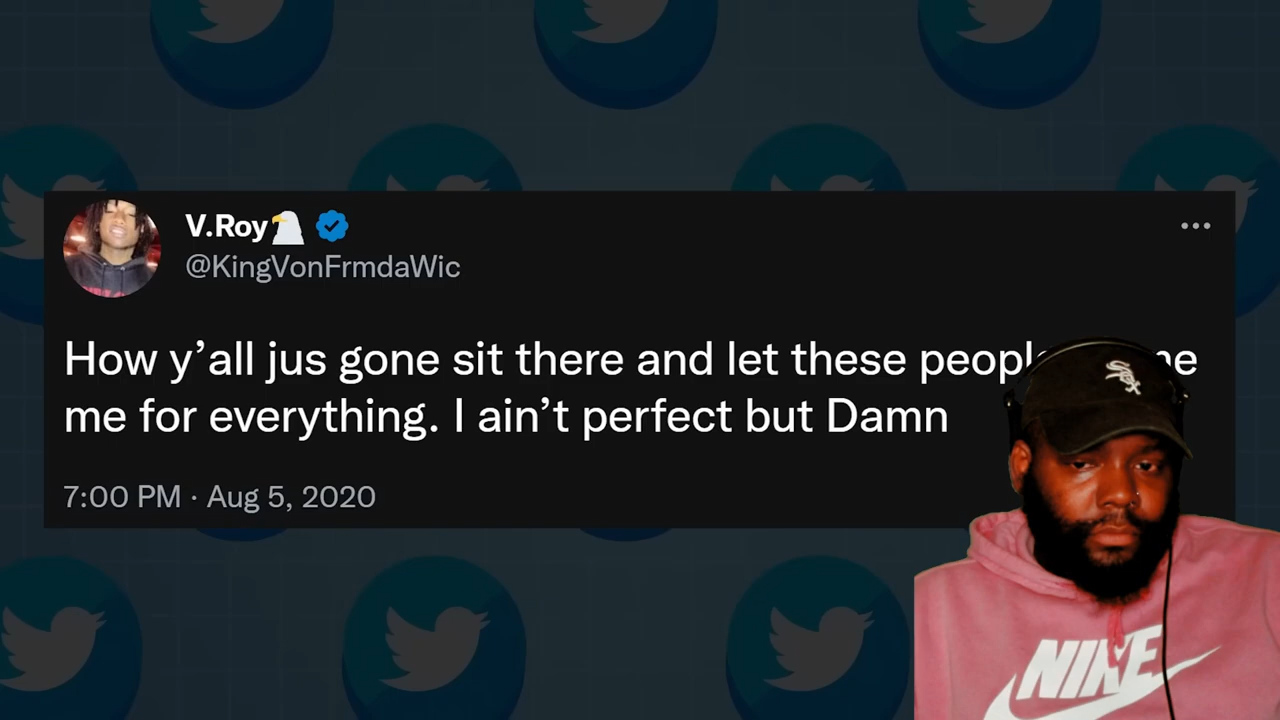 V.Roy
@KingVonFrmdaWic
How y’all jus gone sit there and let these
me for everything. I ain’t perfect but Damn
7:00 PM · Aug 5, 2020
Sox
NIKE